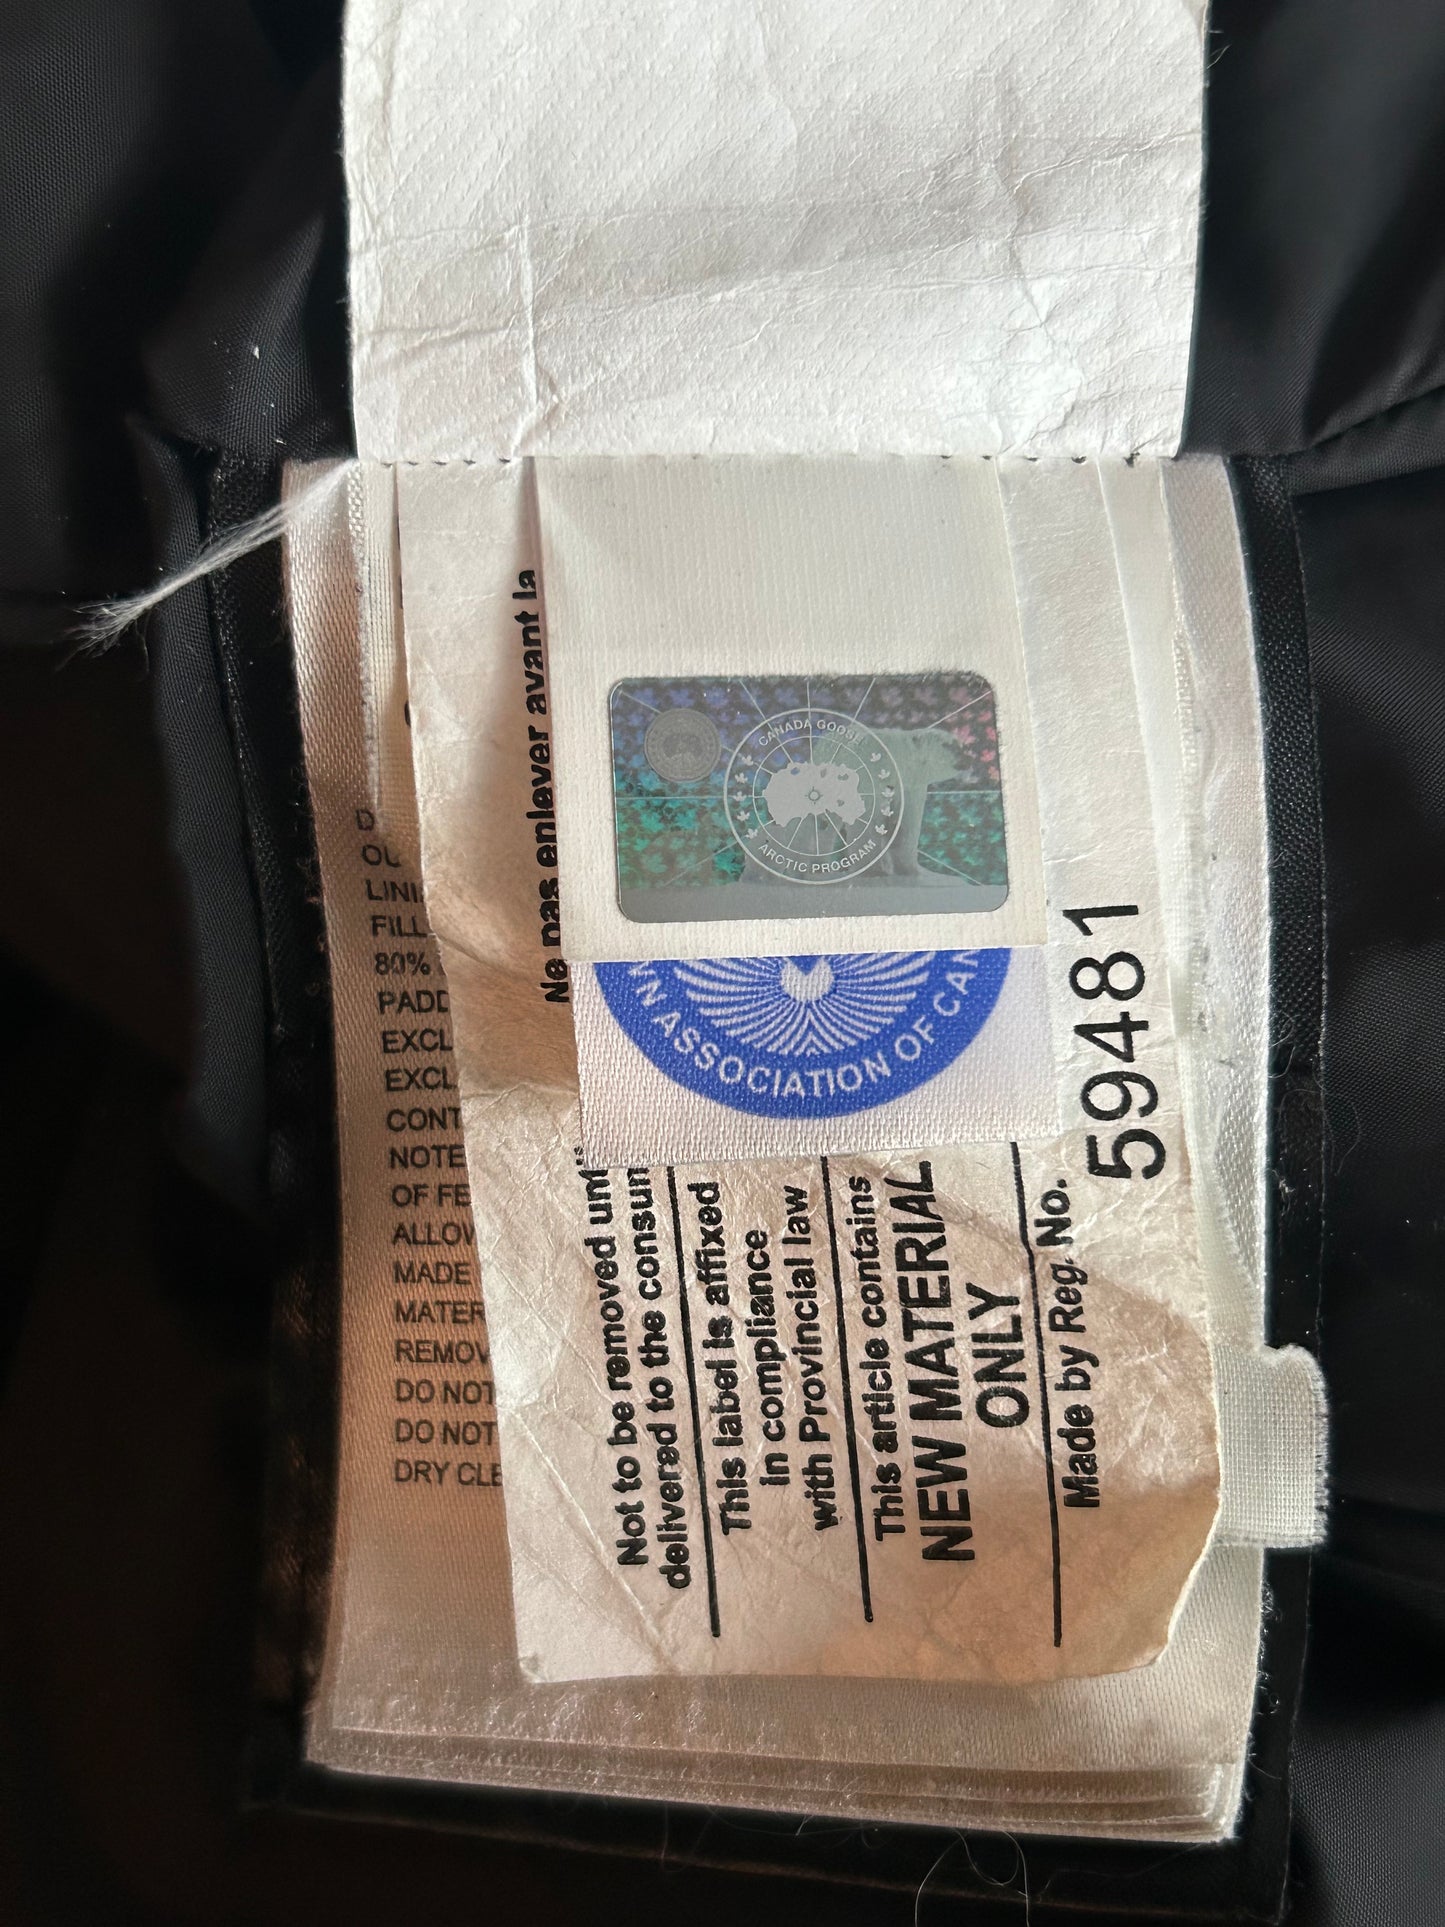 CANADA GOOSE
ARCTIC PROGRAM
WN ASSOCIATION OF CAN
Ne pas enlever avant la
Not to be removed unti
delivered to the consum
This label is affixed
in compliance
with Provincial law
This article contains
NEW MATERIAL
ONLY
Made by Reg. No.
59481
D
OU
LINI
FILL
80%
PADD
EXCL
EXCL
CONT
NOTE
OF FE
ALLOW
MADE
MATER
REMOV
DO NOT
DO NOT
DRY CLE